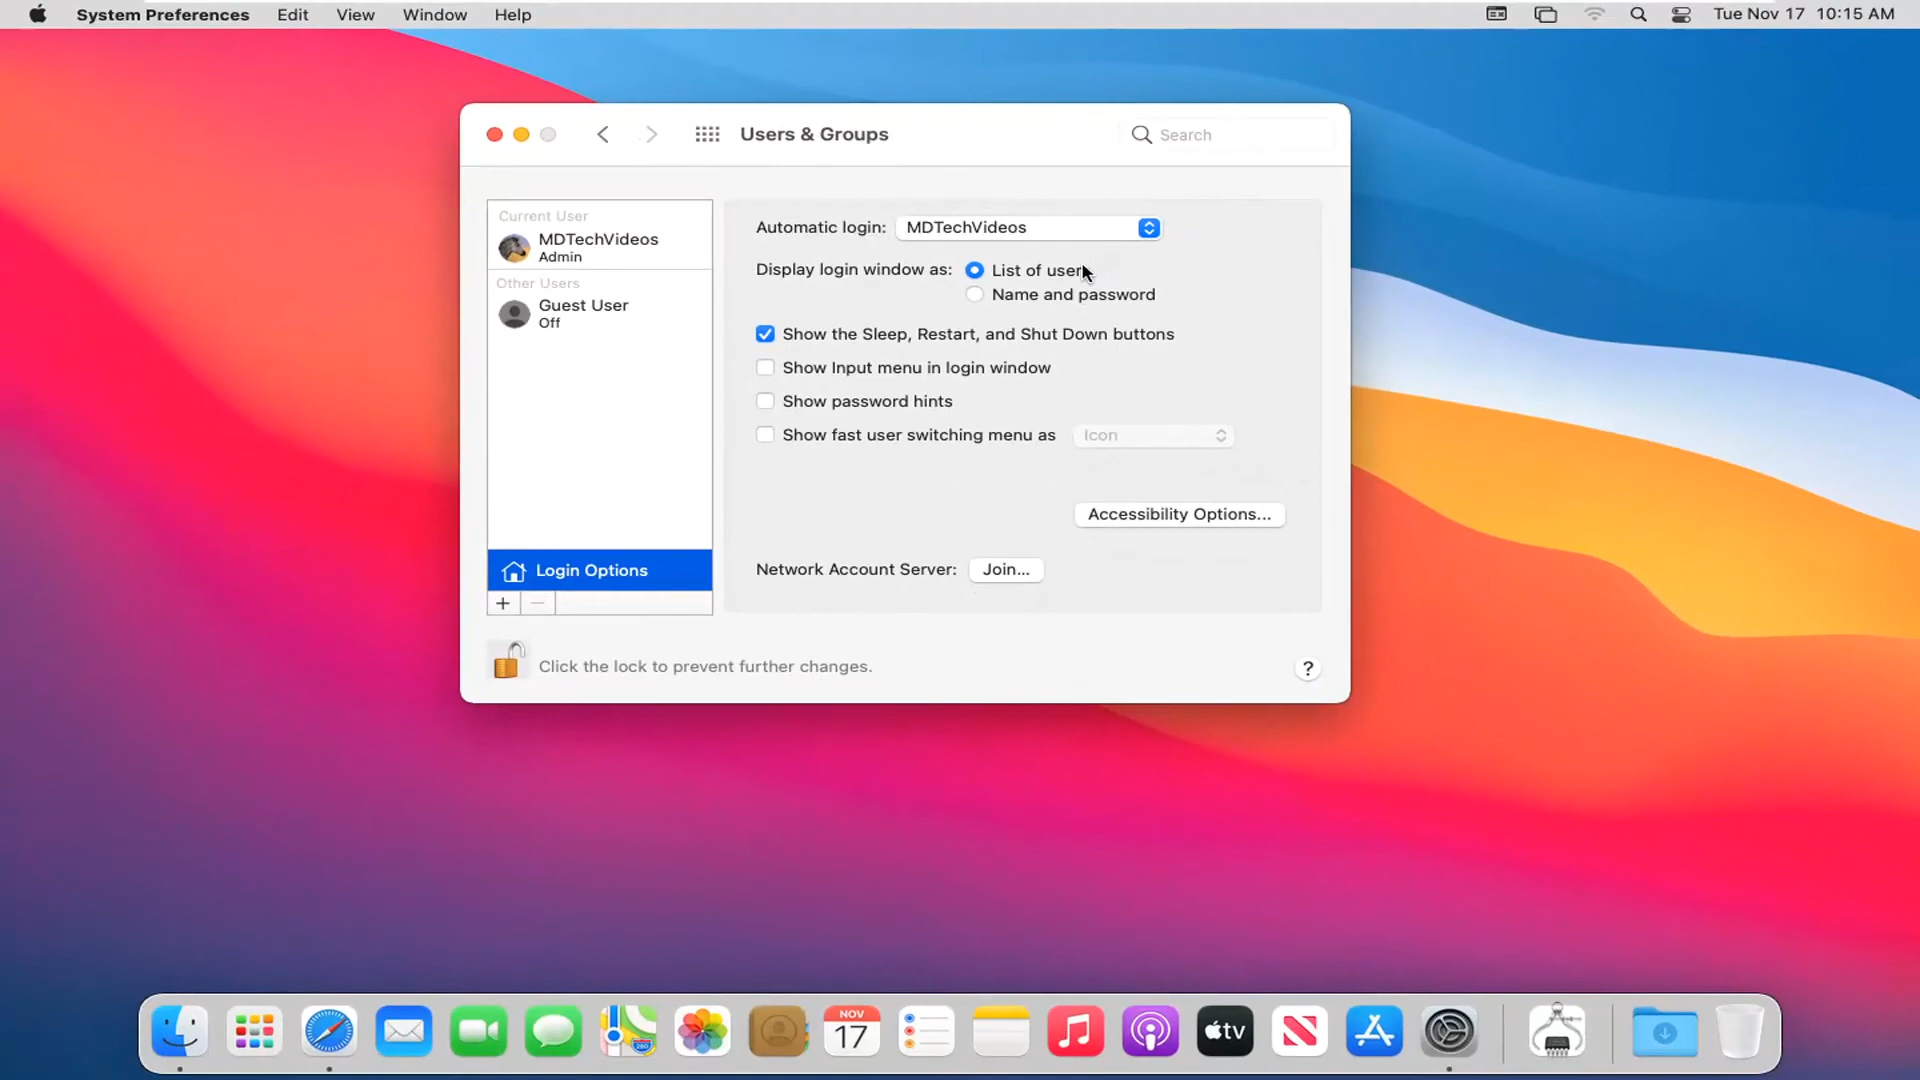 System Preferences Edit View Window Help Tue Nov 17 10:15 AM
Users & Groups
Search
Current User
MDTechVideos
Admin
Other Users
Guest User
Off
Login Options
Automatic login: MDTechVideos
Display login window as: List of user
Name and password
Show the Sleep, Restart, and Shut Down buttons
Show Input menu in login window
Show password hints
Show fast user switching menu as Icon
Accessibility Options...
Network Account Server: Join...
Click the lock to prevent further changes.
?
NOV
17
280
tv